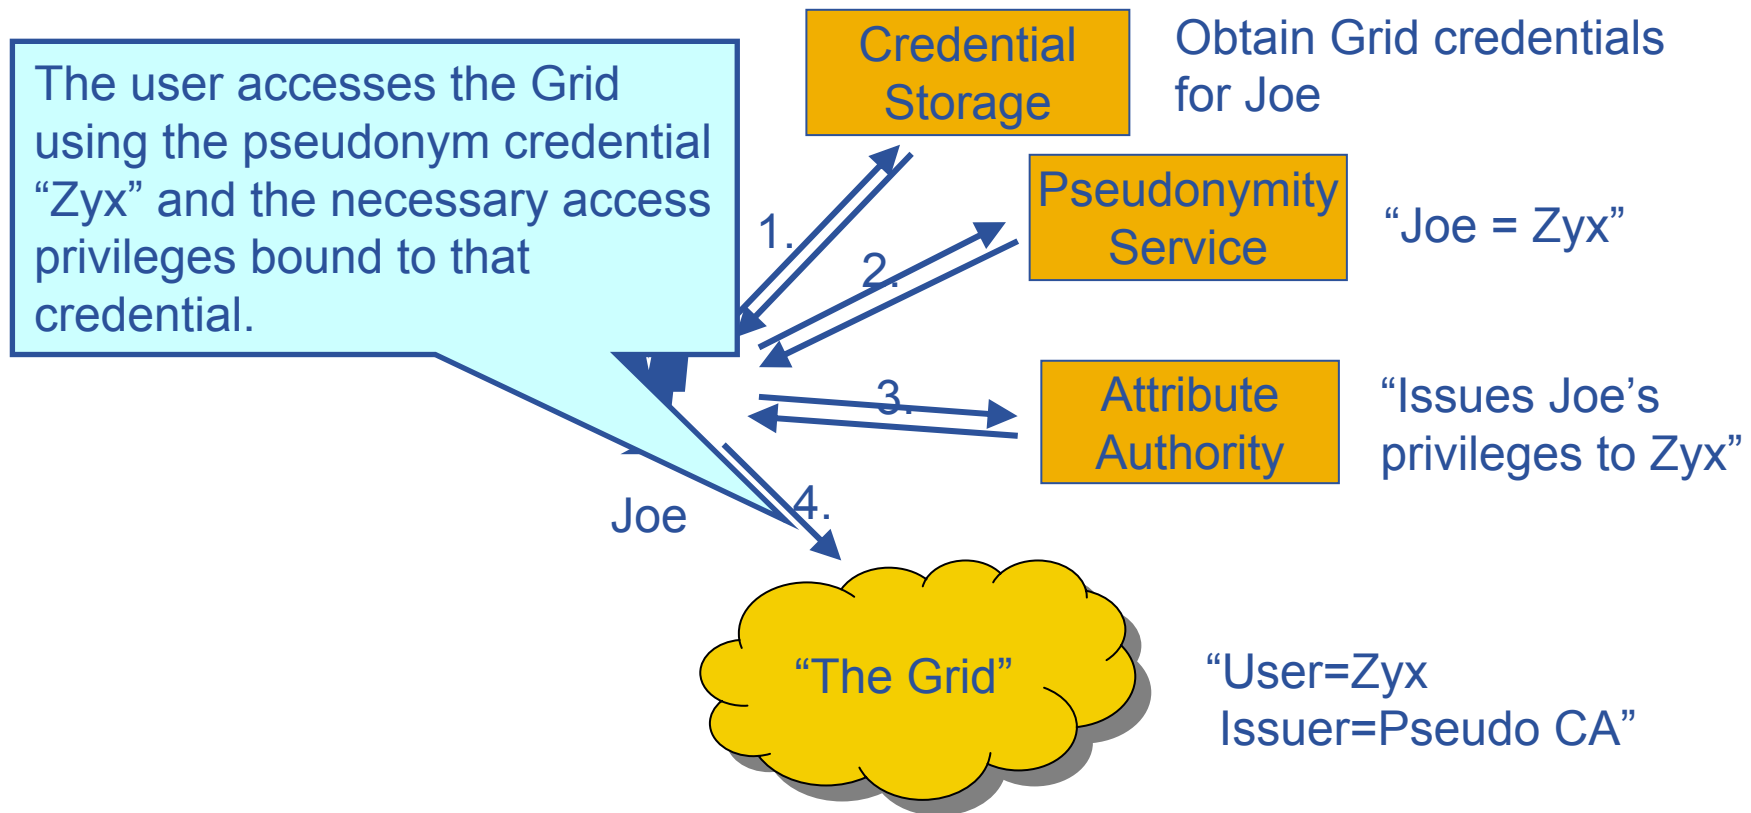 The user accesses the Grid
using the pseudonym credential
“Zyx” and the necessary access
privileges bound to that
credential.
Credential
Storage
Obtain Grid credentials
for Joe
1.
Pseudonymity
Service
“Joe = Zyx”
2.
3.
Attribute
Authority
“Issues Joe’s
privileges to Zyx”
Joe
4.
“The Grid”
“User=Zyx
Issuer=Pseudo CA”